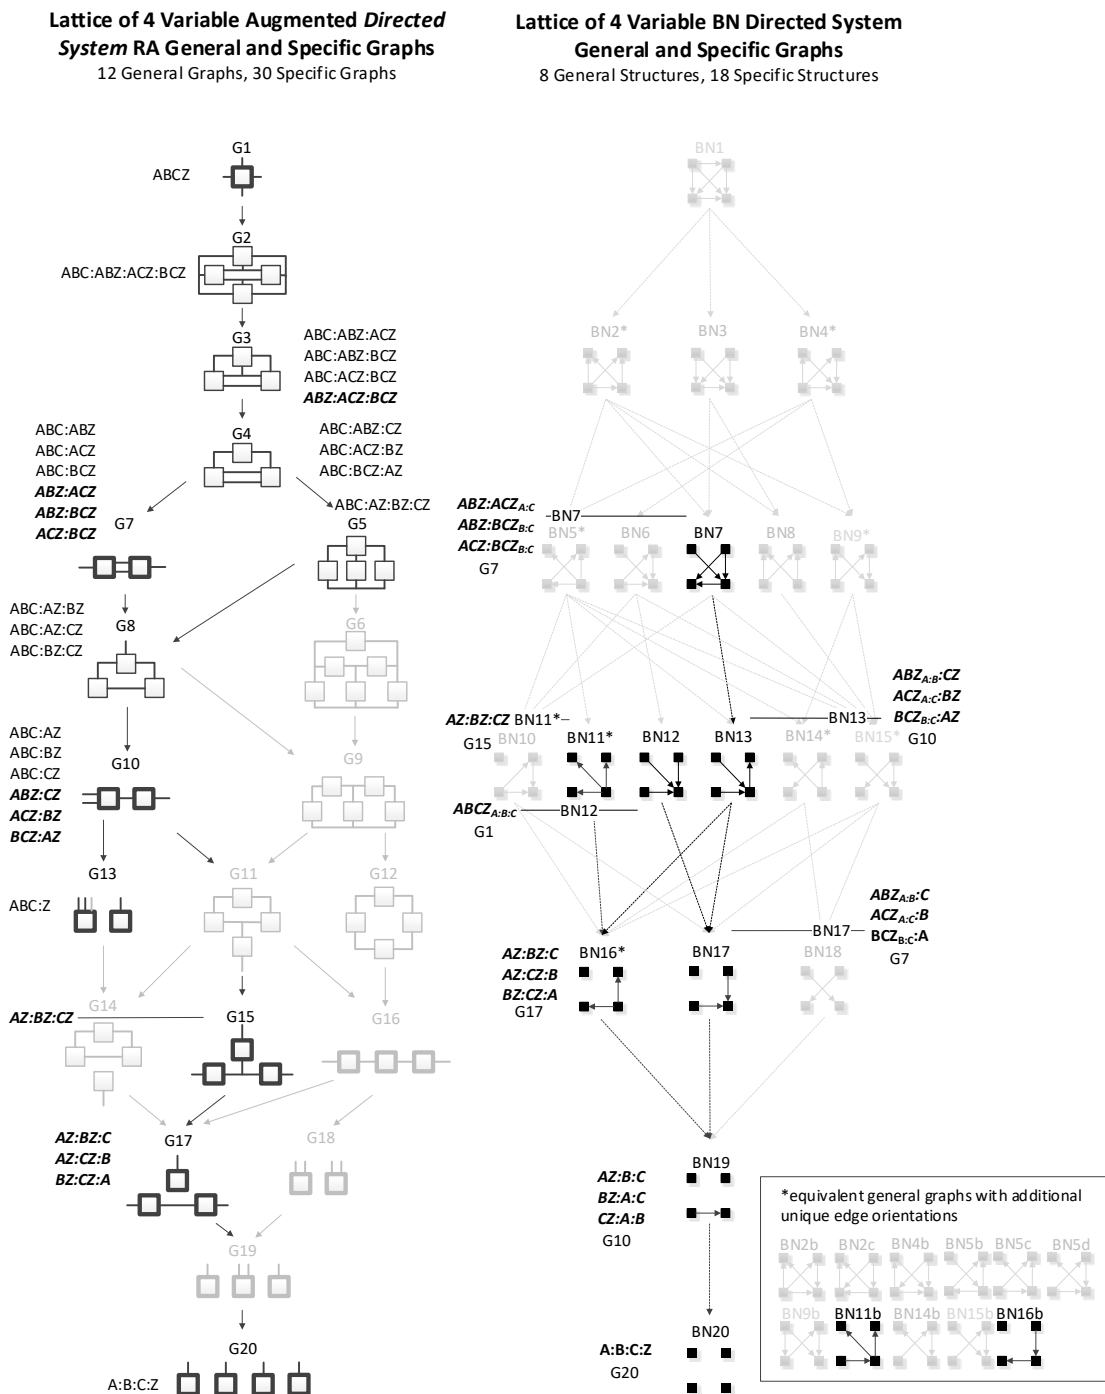 Lattice of 4 Variable Augmented Directed
System RA General and Specific Graphs
12 General Graphs, 30 Specific Graphs
G1
ABCZ
G2
ABC:ABZ:ACZ:BCZ
G3
ABC:ABZ:ACZ
ABC:ABZ:BCZ
ABC:ACZ:BCZ
ABZ:ACZ:BCZ
G4
ABC:ABZ:CZ
ABC:ACZ:BZ
ABC:BCZ:AZ
ABC:ABZ
ABC:ACZ
ABC:BCZ
ABZ:ACZ
ABZ:BCZ
ACZ:BCZ
G7
ABC:AZ:BZ:CZ
G5
ABC:AZ:BZ
ABC:AZ:CZ
ABC:BZ:CZ
G8
G6
ABC:AZ
ABC:BZ
ABC:CZ
ABZ:CZ
ACZ:BZ
BCZ:AZ
G10
G9
G13
ABC:Z
G11
G12
G14
AZ:BZ:CZ
G15
G16
AZ:BZ:C
AZ:CZ:B
BZ:CZ:A
G17
G18
G19
G20
A:B:C:Z
Lattice of 4 Variable BN Directed System
General and Specific Graphs
8 General Structures, 18 Specific Structures
BN1
BN2*
BN3
BN4*
ABZ:ACZA:C
ABZ:BCZB:C
ACZ:BCZB:C
G7
BN7
BN5*
BN6
BN7
BN8
BN9*
ABZA:B:CZ
ACZA:C:BZ
BCZB:C:AZ
G10
BN13
AZ:BZ:CZ BN11*
G15
BN10
BN11*
BN12
BN13
BN14*
BN15*
ABCZA:B:C
G1
BN12
ABZA:B:C
ACZA:C:B
BCZB:C:A
G7
BN17
AZ:BZ:C
AZ:CZ:B
BZ:CZ:A
G17
BN16*
BN17
BN18
BN19
AZ:B:C
BZ:A:C
CZ:A:B
G10
BN20
A:B:C:Z
G20
*equivalent general graphs with additional
unique edge orientations
BN2b
BN2c
BN4b
BN5b
BN5c
BN5d
BN9b
BN11b
BN14b
BN15b
BN16b